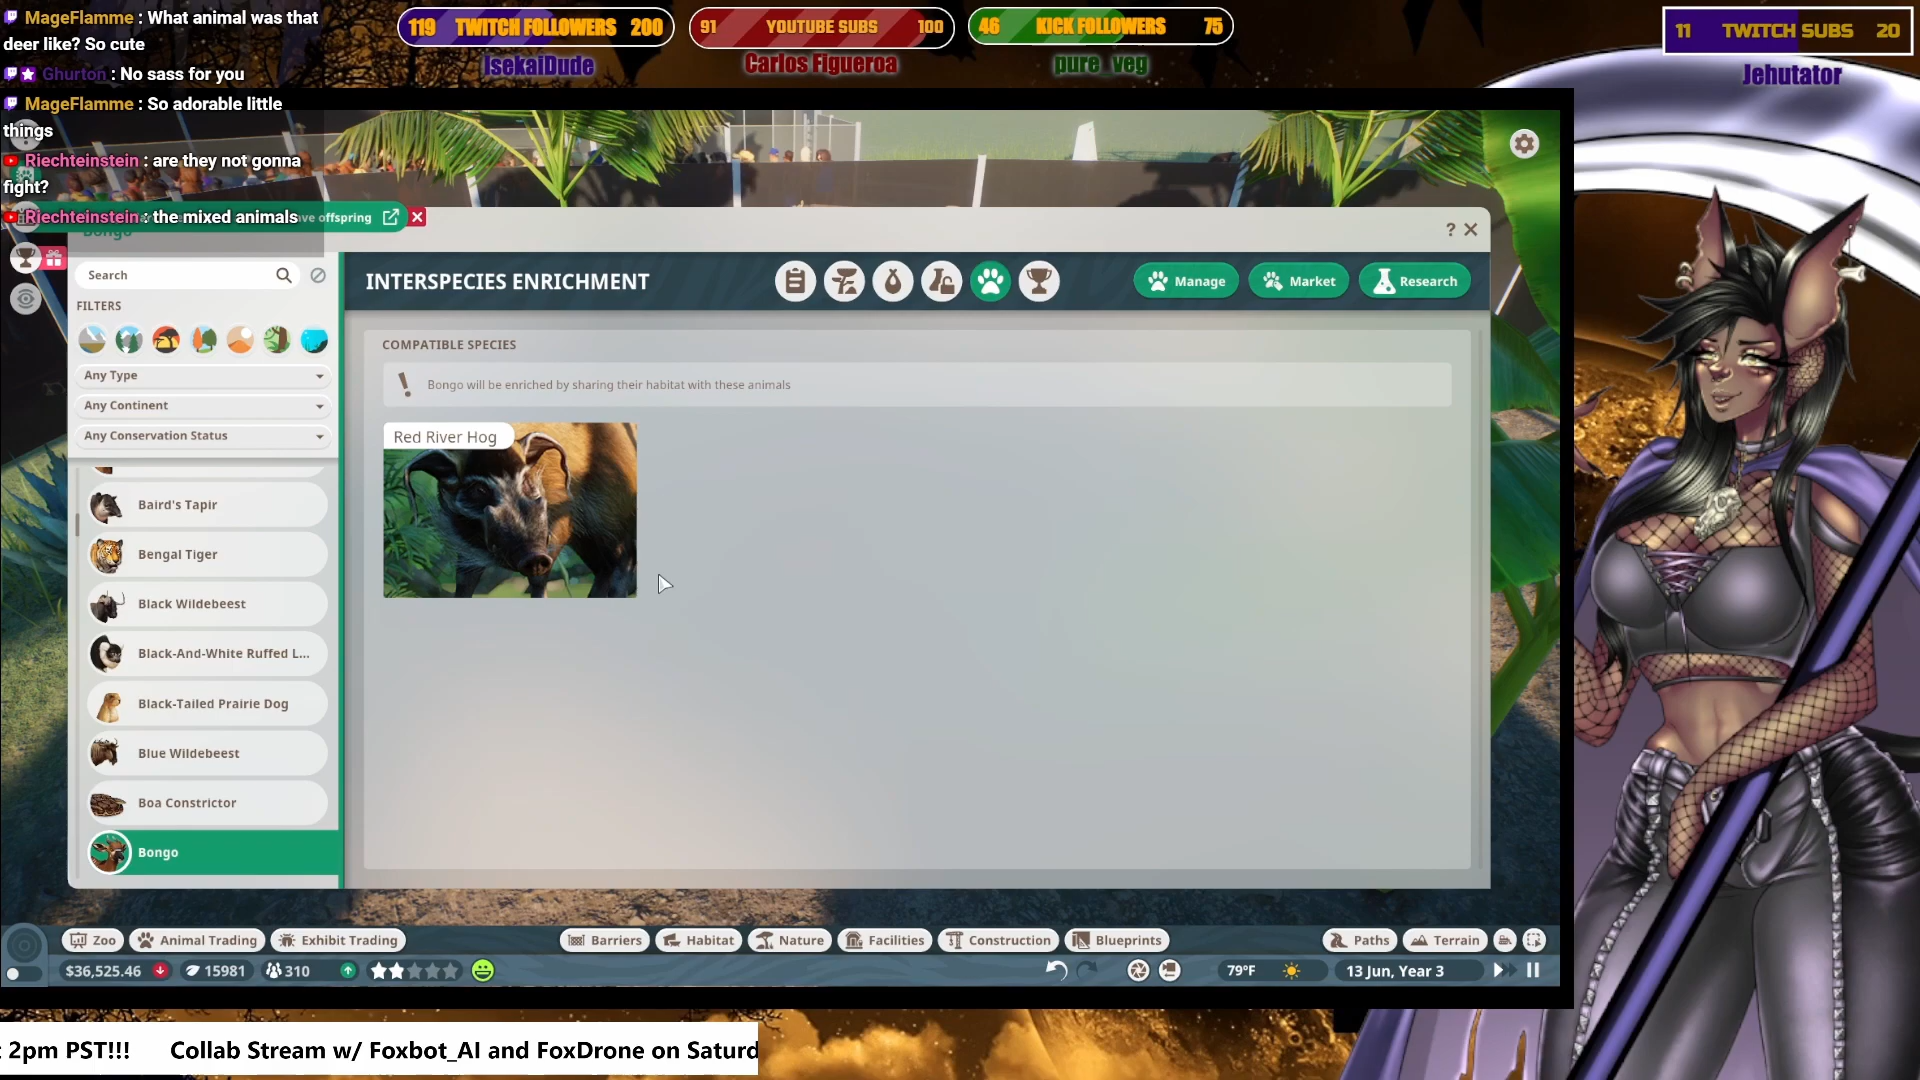 MageFlamme : What animal was that
deer like? So cute
Ghurton : No sass for you
MageFlamme : So adorable little
things
Riechteinstein : are they not gonna
fight?
Riechteinstein : the mixed animals
ave offspring
119 TWITCH FOLLOWERS 200
IsekaiDude
91 YOUTUBE SUBS 100
Carlos Figueroa
46 KICK FOLLOWERS 75
pure_veg
11 TWITCH SUBS 20
Jehutator
Bongo
?
Search
FILTERS
Any Type
Any Continent
Any Conservation Status
Baird's Tapir
Bengal Tiger
Black Wildebeest
Black-And-White Ruffed L...
Black-Tailed Prairie Dog
Blue Wildebeest
Boa Constrictor
Bongo
INTERSPECIES ENRICHMENT
Manage
Market
Research
COMPATIBLE SPECIES
Bongo will be enriched by sharing their habitat with these animals
Red River Hog
Zoo
Animal Trading
Exhibit Trading
Barriers
Habitat
Nature
Facilities
Construction
Blueprints
Paths
Terrain
$36,525.46
15981
310
79°F
13 Jun, Year 3
: 2pm PST!!! Collab Stream w/ Foxbot_AI and FoxDrone on Saturd